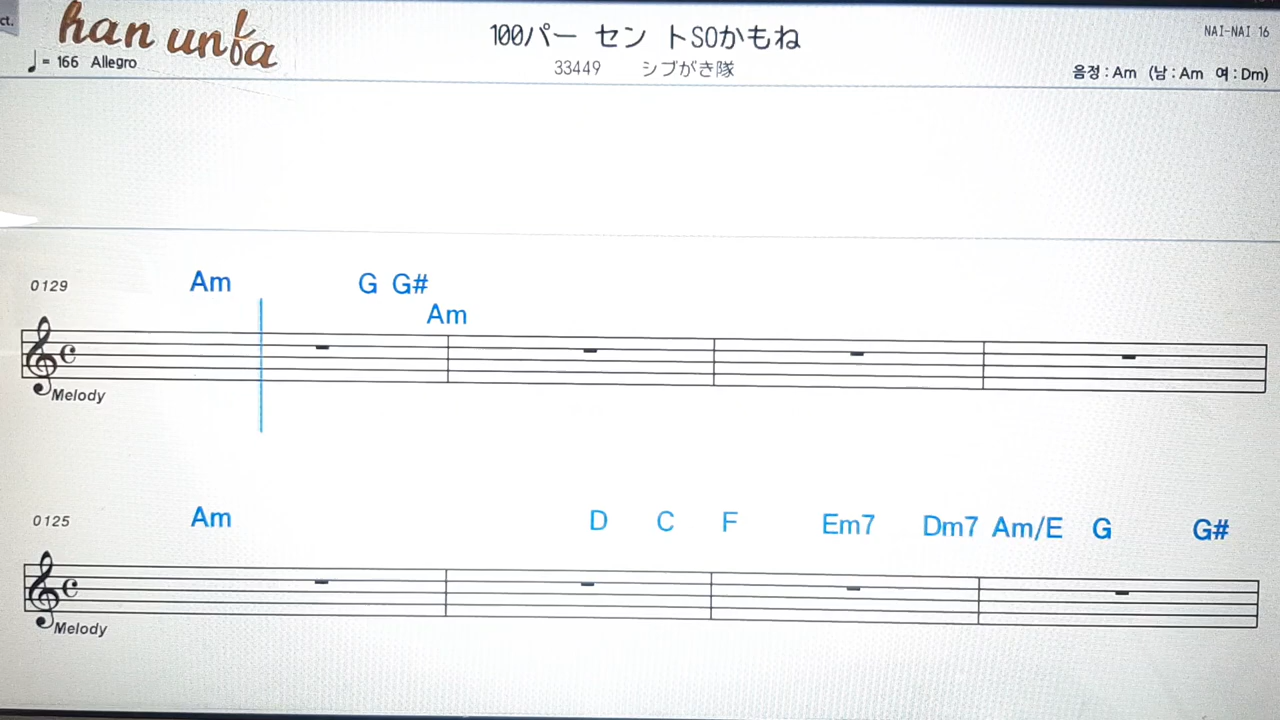 ct.
han unfa
100パー セン トSOかもね
NAI-NAI 16
♩= 166 Allegro
33449 シブがき隊
음정 : Am (남 : Am 여 : Dm)
0129 Am G G#
Am
Melody
0125 Am D C F Em7 Dm7 Am/E G G#
Melody